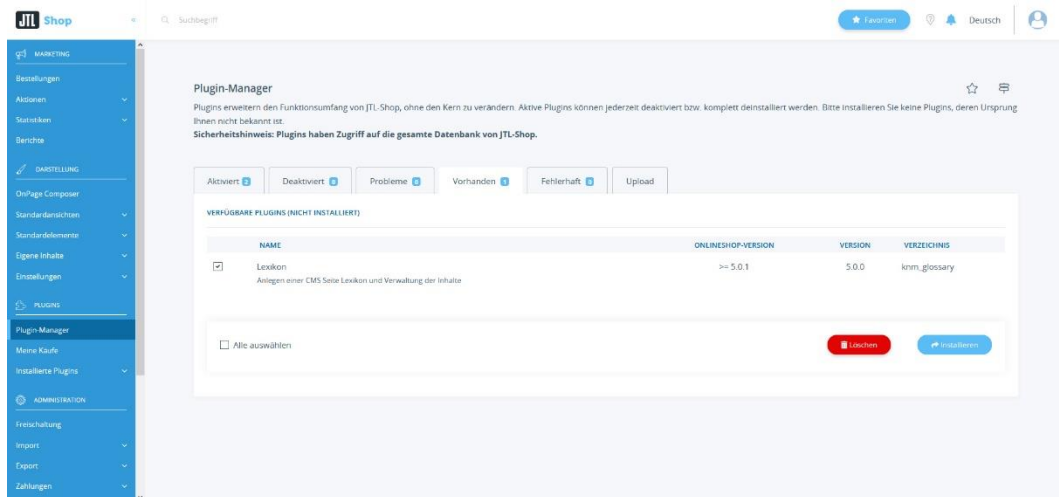 JTL Shop
Suchbegriff
Favoriten
Deutsch
MARKETING
Bestellungen
Aktionen
Statistiken
Berichte
DARSTELLUNG
OnPage Composer
Standardansichten
Standardelemente
Eigene Inhalte
Einstellungen
PLUGINS
Plugin-Manager
Meine Käufe
Installierte Plugins
ADMINISTRATION
Freischaltung
Import
Export
Zahlungen
Plugin-Manager
Plugins erweitern den Funktionsumfang von JTL-Shop, ohne den Kern zu verändern. Aktive Plugins können jederzeit deaktiviert bzw. komplett deinstalliert werden. Bitte installieren Sie keine Plugins, deren Ursprung
Ihnen nicht bekannt ist.
Sicherheitshinweis: Plugins haben Zugriff auf die gesamte Datenbank von JTL-Shop.
Aktiviert Deaktiviert Probleme Vorhanden 1 Fehlerhaft Upload
VERFÜGBARE PLUGINS (NICHT INSTALLIERT)
NAME ONLINESHOP-VERSION VERSION VERZEICHNIS
Lexikon >= 5.0.1 5.0.0 knm_glossary
Anlegen einer CMS Seite Lexikon und Verwaltung der Inhalte
Alle auswählen Löschen Installieren